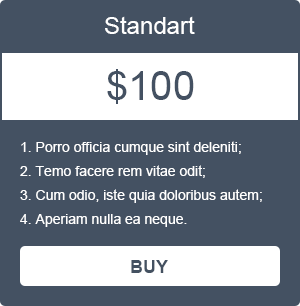 Standart
$100
1. Porro officia cumque sint deleniti;
2. Temo facere rem vitae odit;
3. Cum odio, iste quia doloribus autem;
4. Aperiam nulla ea neque.
BUY